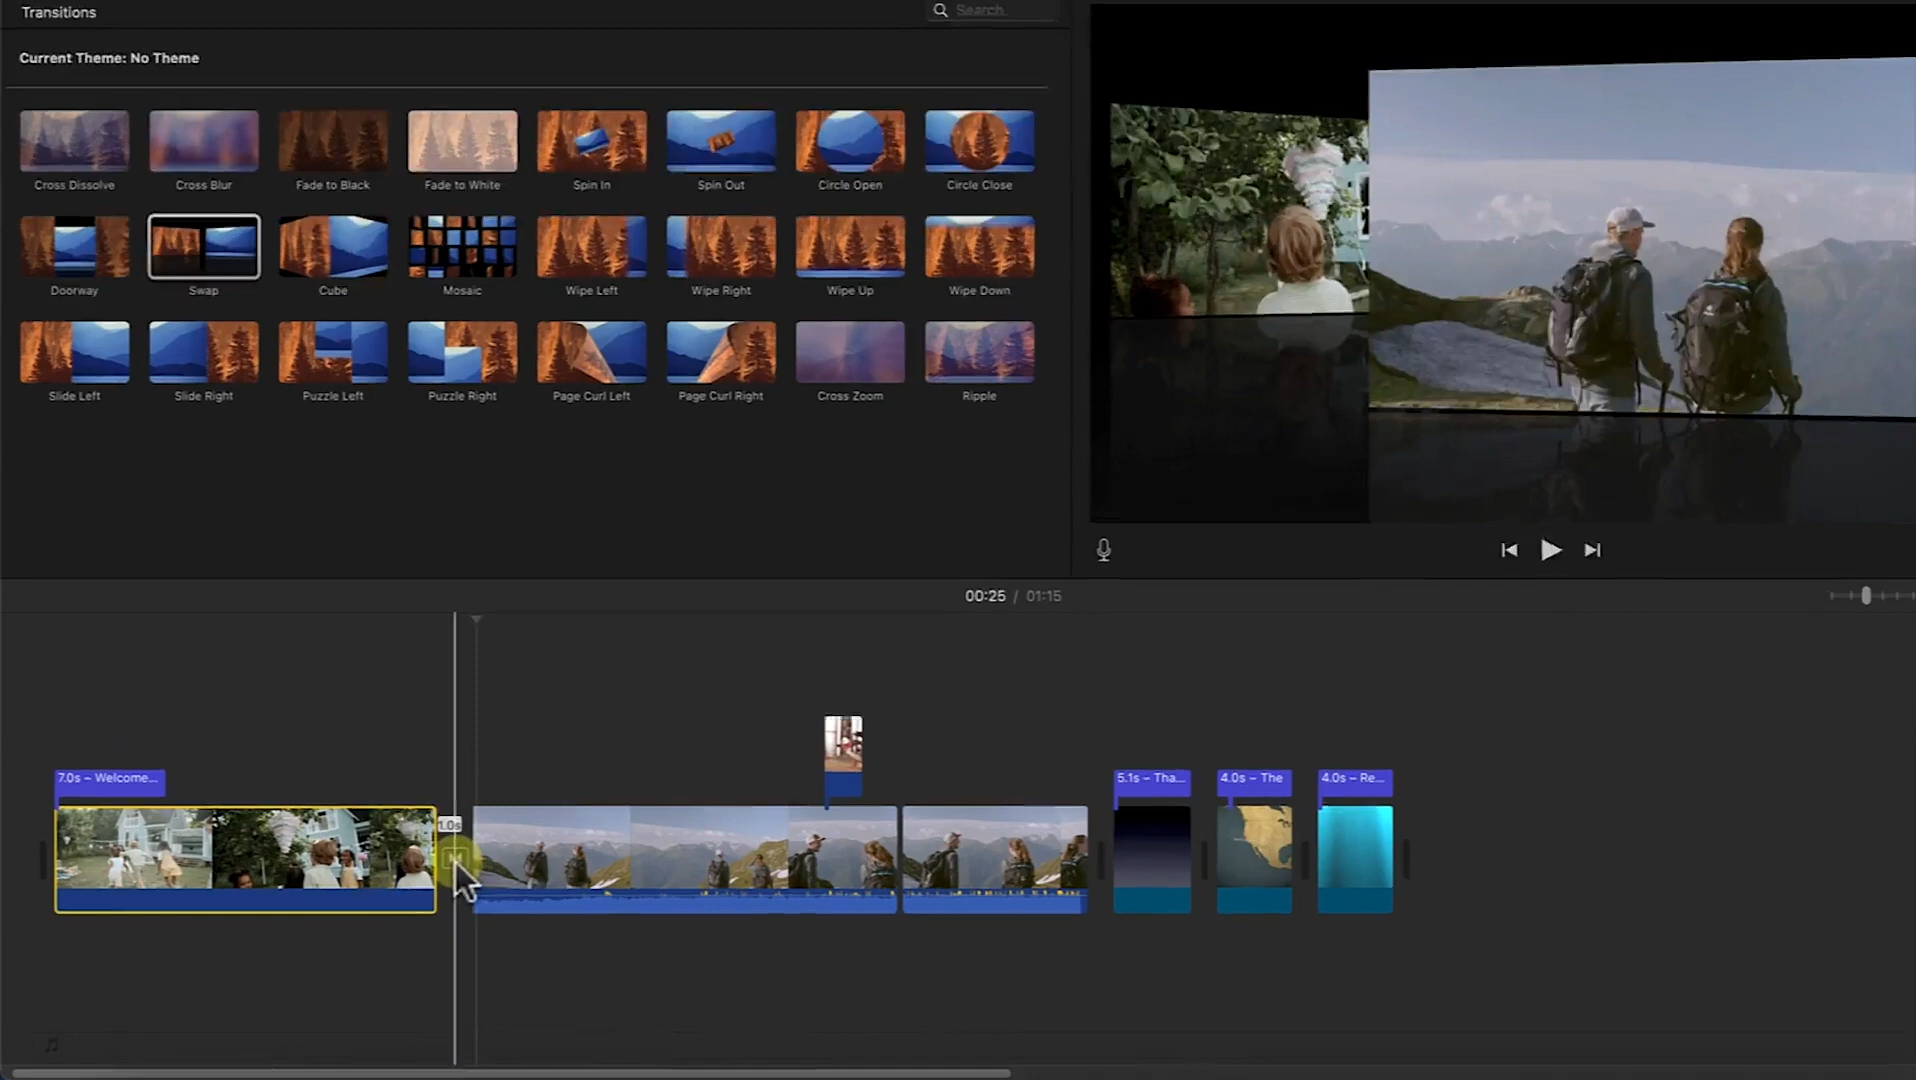 Transitions
Search
Current Theme: No Theme
Cross Dissolve
Cross Blur
Fade to Black
Fade to White
Spin In
Spin Out
Circle Open
Circle Close
Doorway
Swap
Cube
Mosaic
Wipe Left
Wipe Right
Wipe Up
Wipe Down
Slide Left
Slide Right
Puzzle Left
Puzzle Right
Page Curl Left
Page Curl Right
Cross Zoom
Ripple
00:25 / 01:15
7.0s – Welcome...
5.1s – Tha...
4.0s – The
4.0s – Re...
1.0s